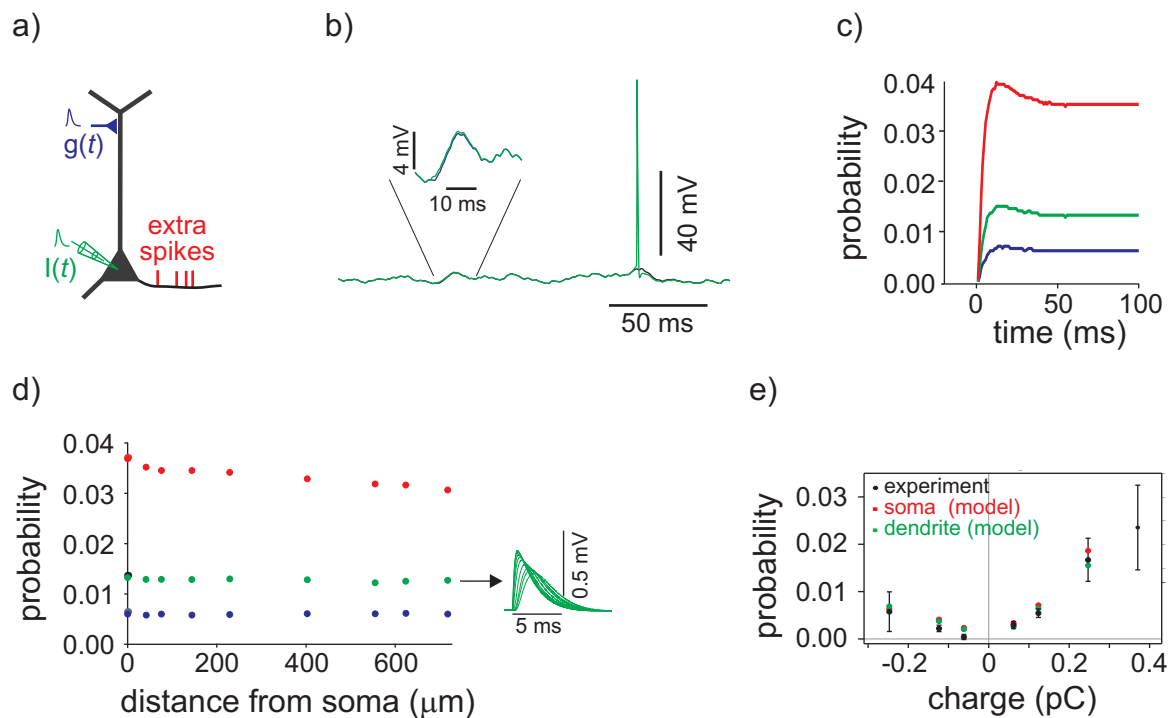 a)
g(t)
I(t)
extra
spikes
b)
4 mV
10 ms
40 mV
50 ms
c)
probability
0.04
0.03
0.02
0.01
0.00
0
50
100
time (ms)
d)
probability
0.04
0.03
0.02
0.01
0.00
0
200
400
600
distance from soma (μm)
0.5 mV
5 ms
e)
probability
0.03
0.02
0.01
0.00
experiment
soma (model)
dendrite (model)
-0.2
0
0.2
0.4
charge (pC)